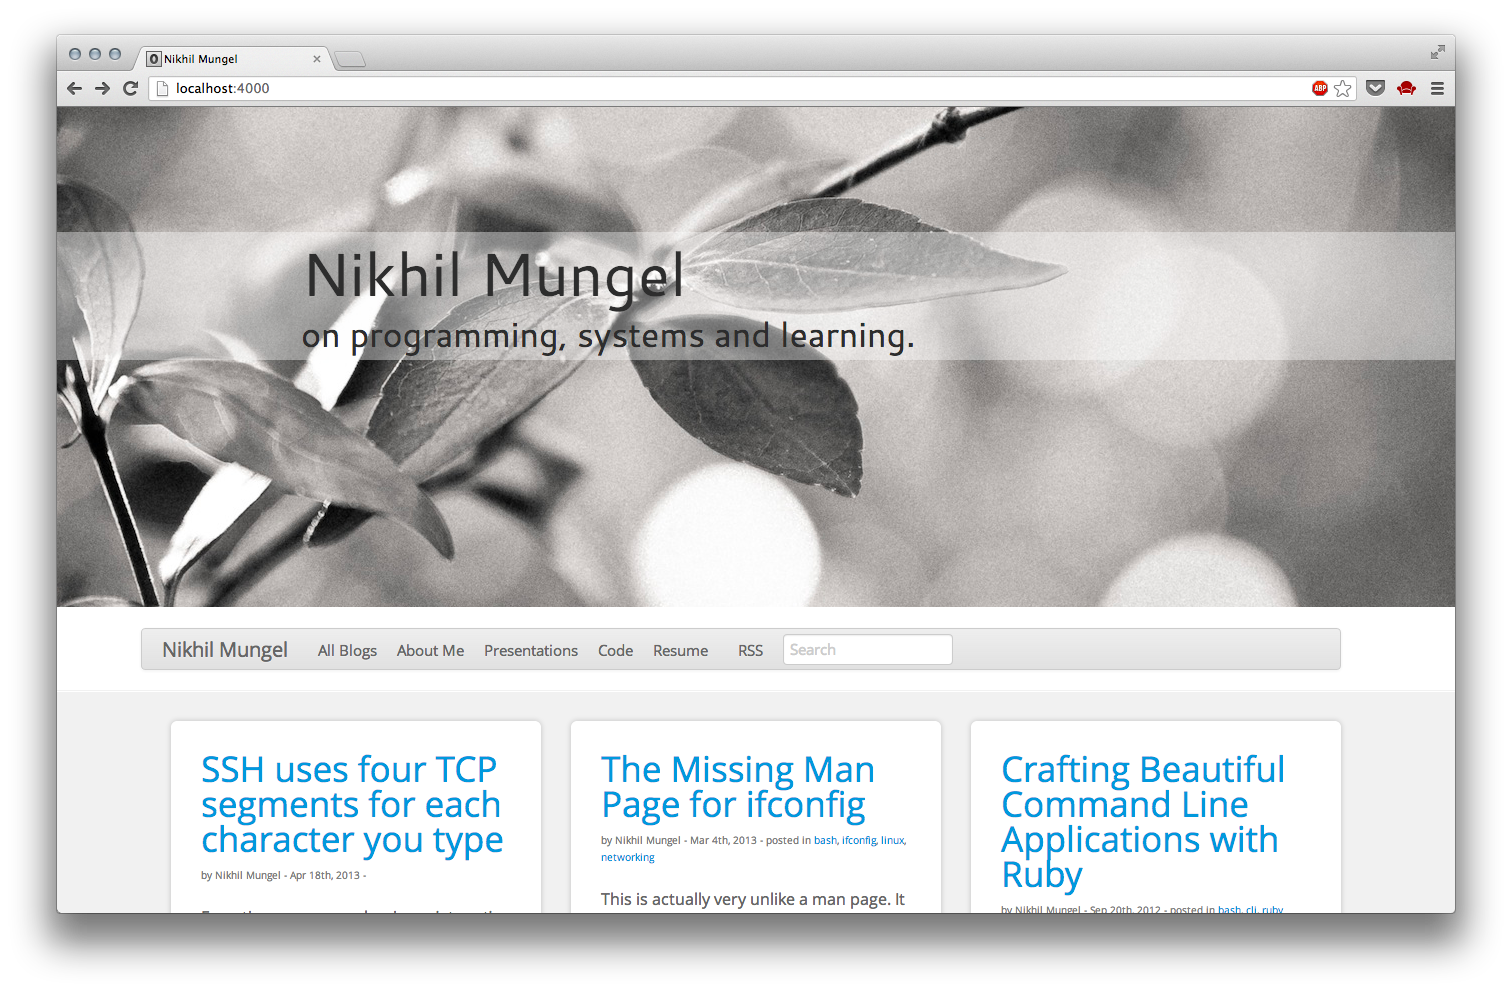 Nikhil Mungel
localhost:4000
ABP
Nikhil Mungel
on programming, systems and learning.
Nikhil Mungel All Blogs About Me Presentations Code Resume RSS Search
SSH uses four TCP
segments for each
character you type
by Nikhil Mungel - Apr 18th, 2013 -
The Missing Man
Page for ifconfig
by Nikhil Mungel - Mar 4th, 2013 - posted in bash, ifconfig, linux,
networking
This is actually very unlike a man page. It
Crafting Beautiful
Command Line
Applications with
Ruby
by Nikhil Mungel - Sep 20th, 2012 - posted in bash, cli, ruby